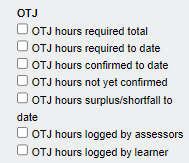 OTJ
OTJ hours required total
OTJ hours required to date
OTJ hours confirmed to date
OTJ hours not yet confirmed
OTJ hours surplus/shortfall to
date
OTJ hours logged by assessors
OTJ hours logged by learner